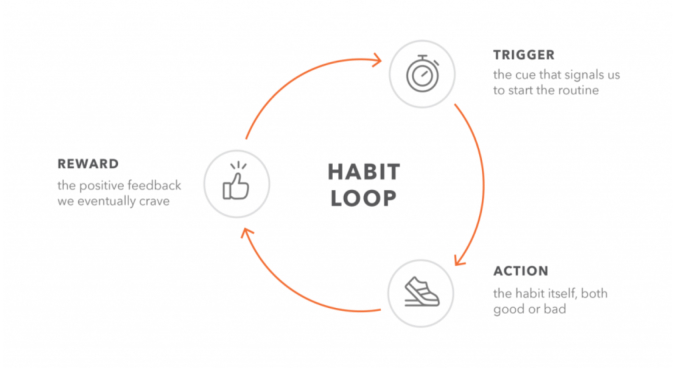 TRIGGER
the cue that signals us
to start the routine
REWARD
the positive feedback
we eventually crave
HABIT
LOOP
ACTION
the habit itself, both
good or bad